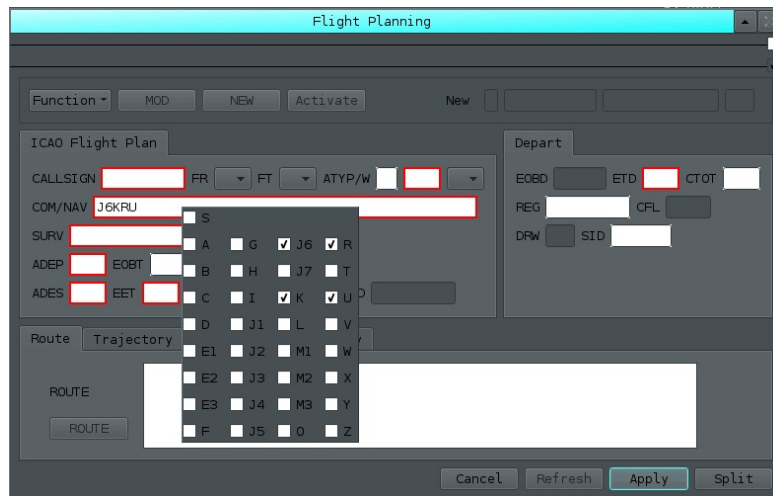 Flight Planning
Function MOD NEW Activate New
ICAO Flight Plan Depart
CALLSIGN FR FT ATYP/W EOBD ETD CTOT
COM/NAV J6KRU REG CFL
S
SURV A G J6 R DRW SID
ADEP EOBT B H J7 T
ADES EET C I K U
D J1 L V
Route Trajectory
E1 J2 M1 W
E2 J3 M2 X
ROUTE
E3 J4 M3 Y
ROUTE F J5 O Z
Cancel Refresh Apply Split